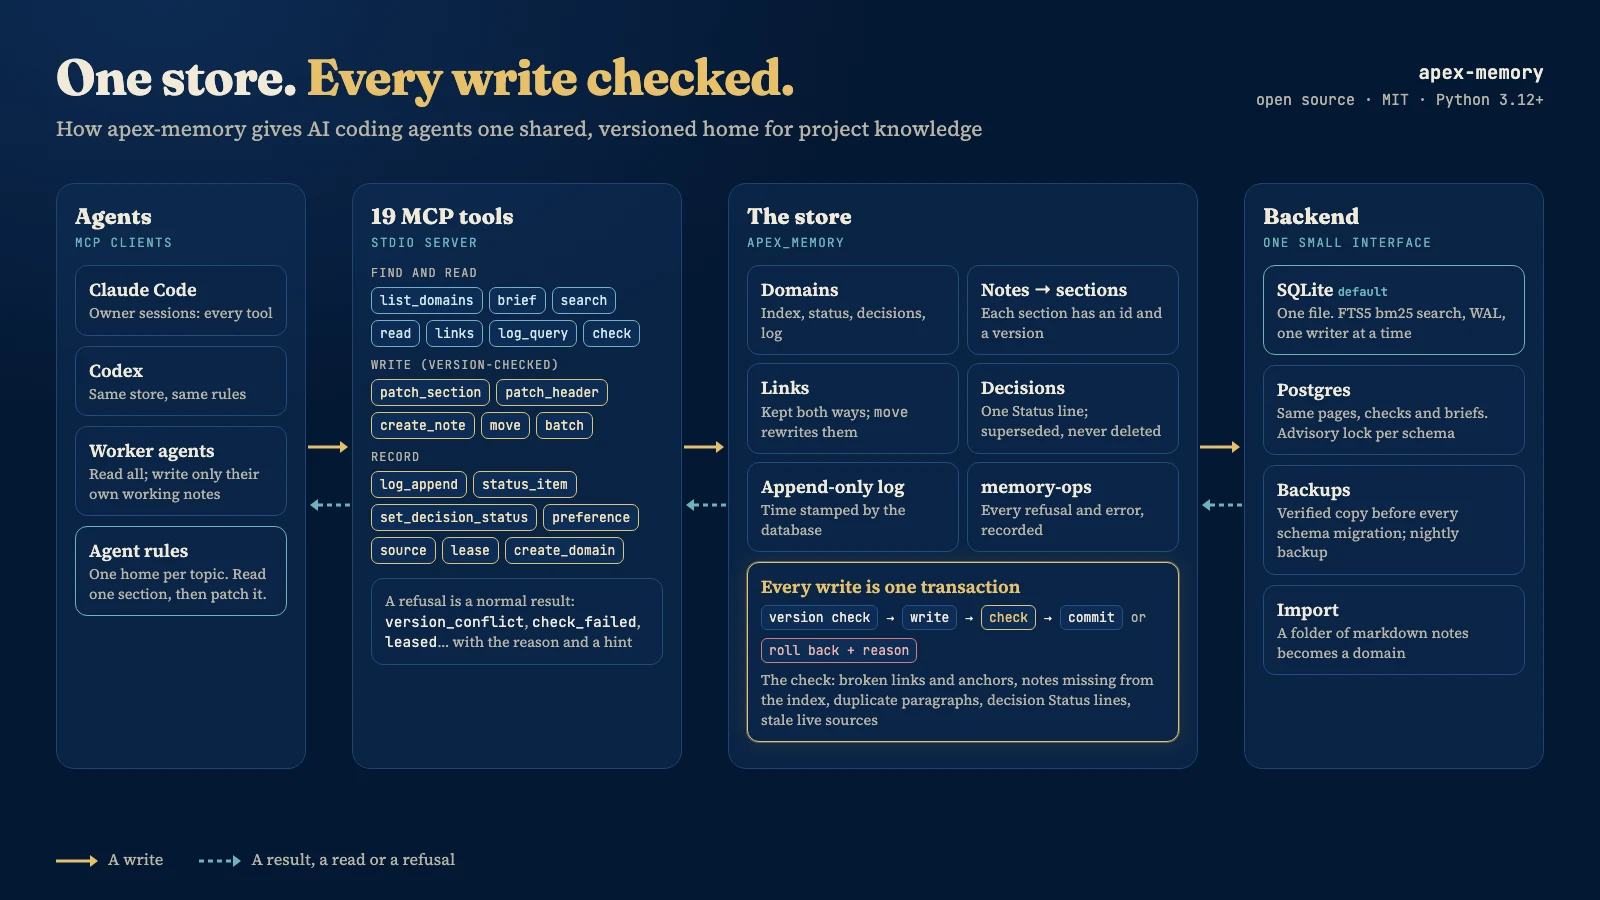 One store. Every write checked.
How apex-memory gives AI coding agents one shared, versioned home for project knowledge
apex-memory
open source · MIT · Python 3.12+
Agents
MCP CLIENTS
Claude Code
Owner sessions: every tool
Codex
Same store, same rules
Worker agents
Read all; write only their
own working notes
Agent rules
One home per topic. Read
one section, then patch it.
19 MCP tools
STDIO SERVER
FIND AND READ
list_domains brief search
read links log_query check
WRITE (VERSION-CHECKED)
patch_section patch_header
create_note move batch
RECORD
log_append status_item
set_decision_status preference
source lease create_domain
A refusal is a normal result:
version_conflict, check_failed,
leased… with the reason and a hint
The store
APEX_MEMORY
Domains
Index, status, decisions,
log
Notes → sections
Each section has an id and
a version
Links
Kept both ways; move
rewrites them
Decisions
One Status line;
superseded, never deleted
Append-only log
Time stamped by the
database
memory-ops
Every refusal and error,
recorded
Every write is one transaction
version check → write → check → commit or
roll back + reason
The check: broken links and anchors, notes missing from
the index, duplicate paragraphs, decision Status lines,
stale live sources
Backend
ONE SMALL INTERFACE
SQLite default
One file. FTS5 bm25 search, WAL,
one writer at a time
Postgres
Same pages, checks and briefs.
Advisory lock per schema
Backups
Verified copy before every
schema migration; nightly
backup
Import
A folder of markdown notes
becomes a domain
A write
A result, a read or a refusal